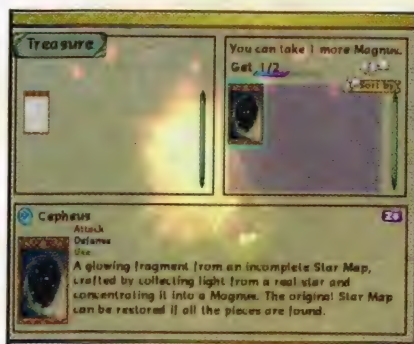 Treasure
You can take 1 more Magnus.
Get 1/2
Sort by
Cepheus
Attack
Defense
Use
A glowing fragment from an incomplete Star Map,
crafted by collecting light from a real star and
concentrating it into a Magnus. The original Star Map
can be restored if all the pieces are found.